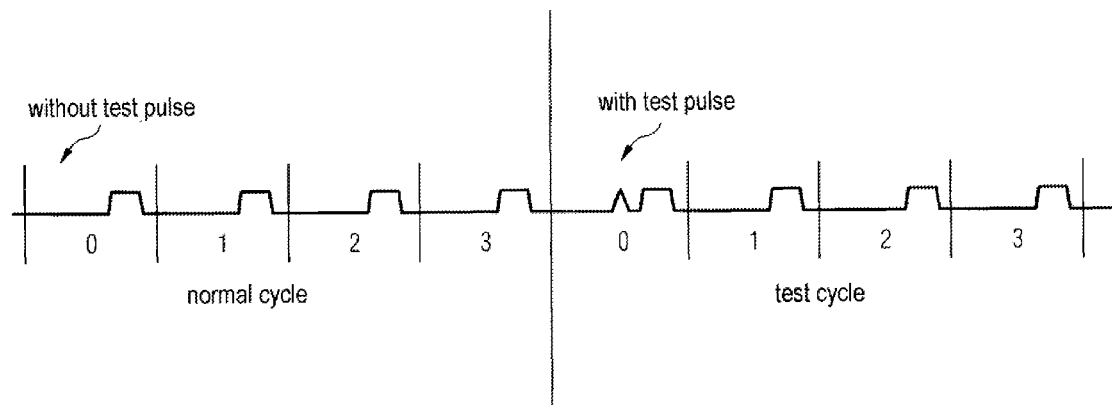 without test pulse
with test pulse
0 1 2 3 0 1 2 3
normal cycle
test cycle